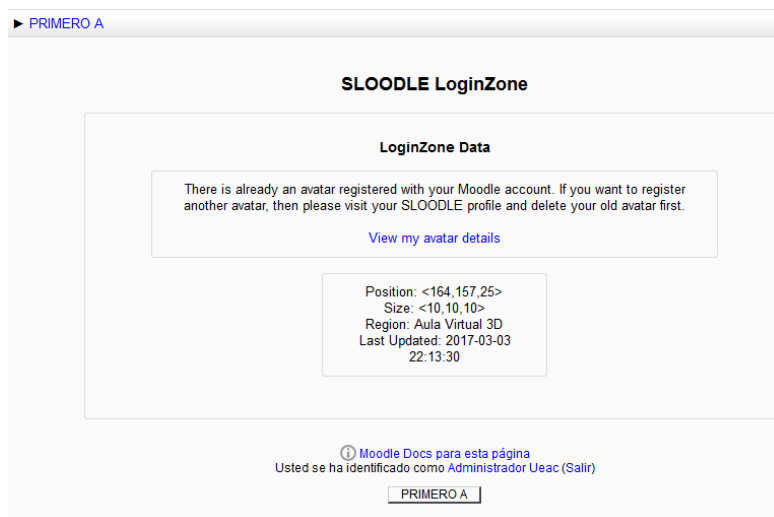 ► PRIMERO A
SLOODLE LoginZone
LoginZone Data
There is already an avatar registered with your Moodle account. If you want to register
another avatar, then please visit your SLOODLE profile and delete your old avatar first.
View my avatar details
Position: <164,157,25>
Size: <10,10,10>
Region: Aula Virtual 3D
Last Updated: 2017-03-03
22:13:30
Moodle Docs para esta página
Usted se ha identificado como Administrador Ueac (Salir)
PRIMERO A